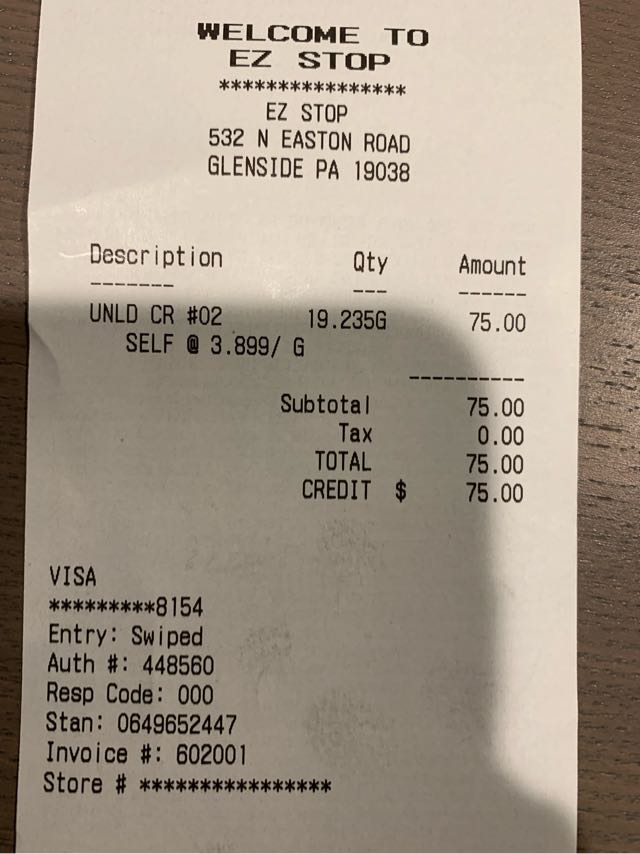 WELCOME TO
EZ STOP
****************
EZ STOP
532 N EASTON ROAD
GLENSIDE PA 19038
Description Qty Amount
------- --- ------
UNLD CR #02 19.235G 75.00
SELF @ 3.899/ G
----------
Subtotal 75.00
Tax 0.00
TOTAL 75.00
CREDIT $ 75.00
VISA
*********8154
Entry: Swiped
Auth #: 448560
Resp Code: 000
Stan: 0649652447
Invoice #: 602001
Store # ****************